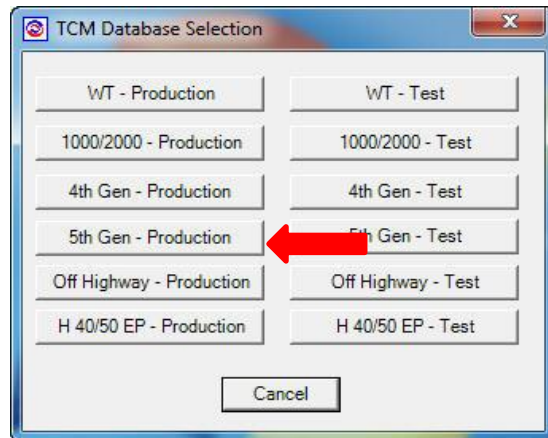 TCM Database Selection
WT - Production WT - Test
1000/2000 - Production 1000/2000 - Test
4th Gen - Production 4th Gen - Test
5th Gen - Production Gen - Test
Off Highway - Production Off Highway - Test
H 40/50 EP - Production H 40/50 EP - Test
Cancel